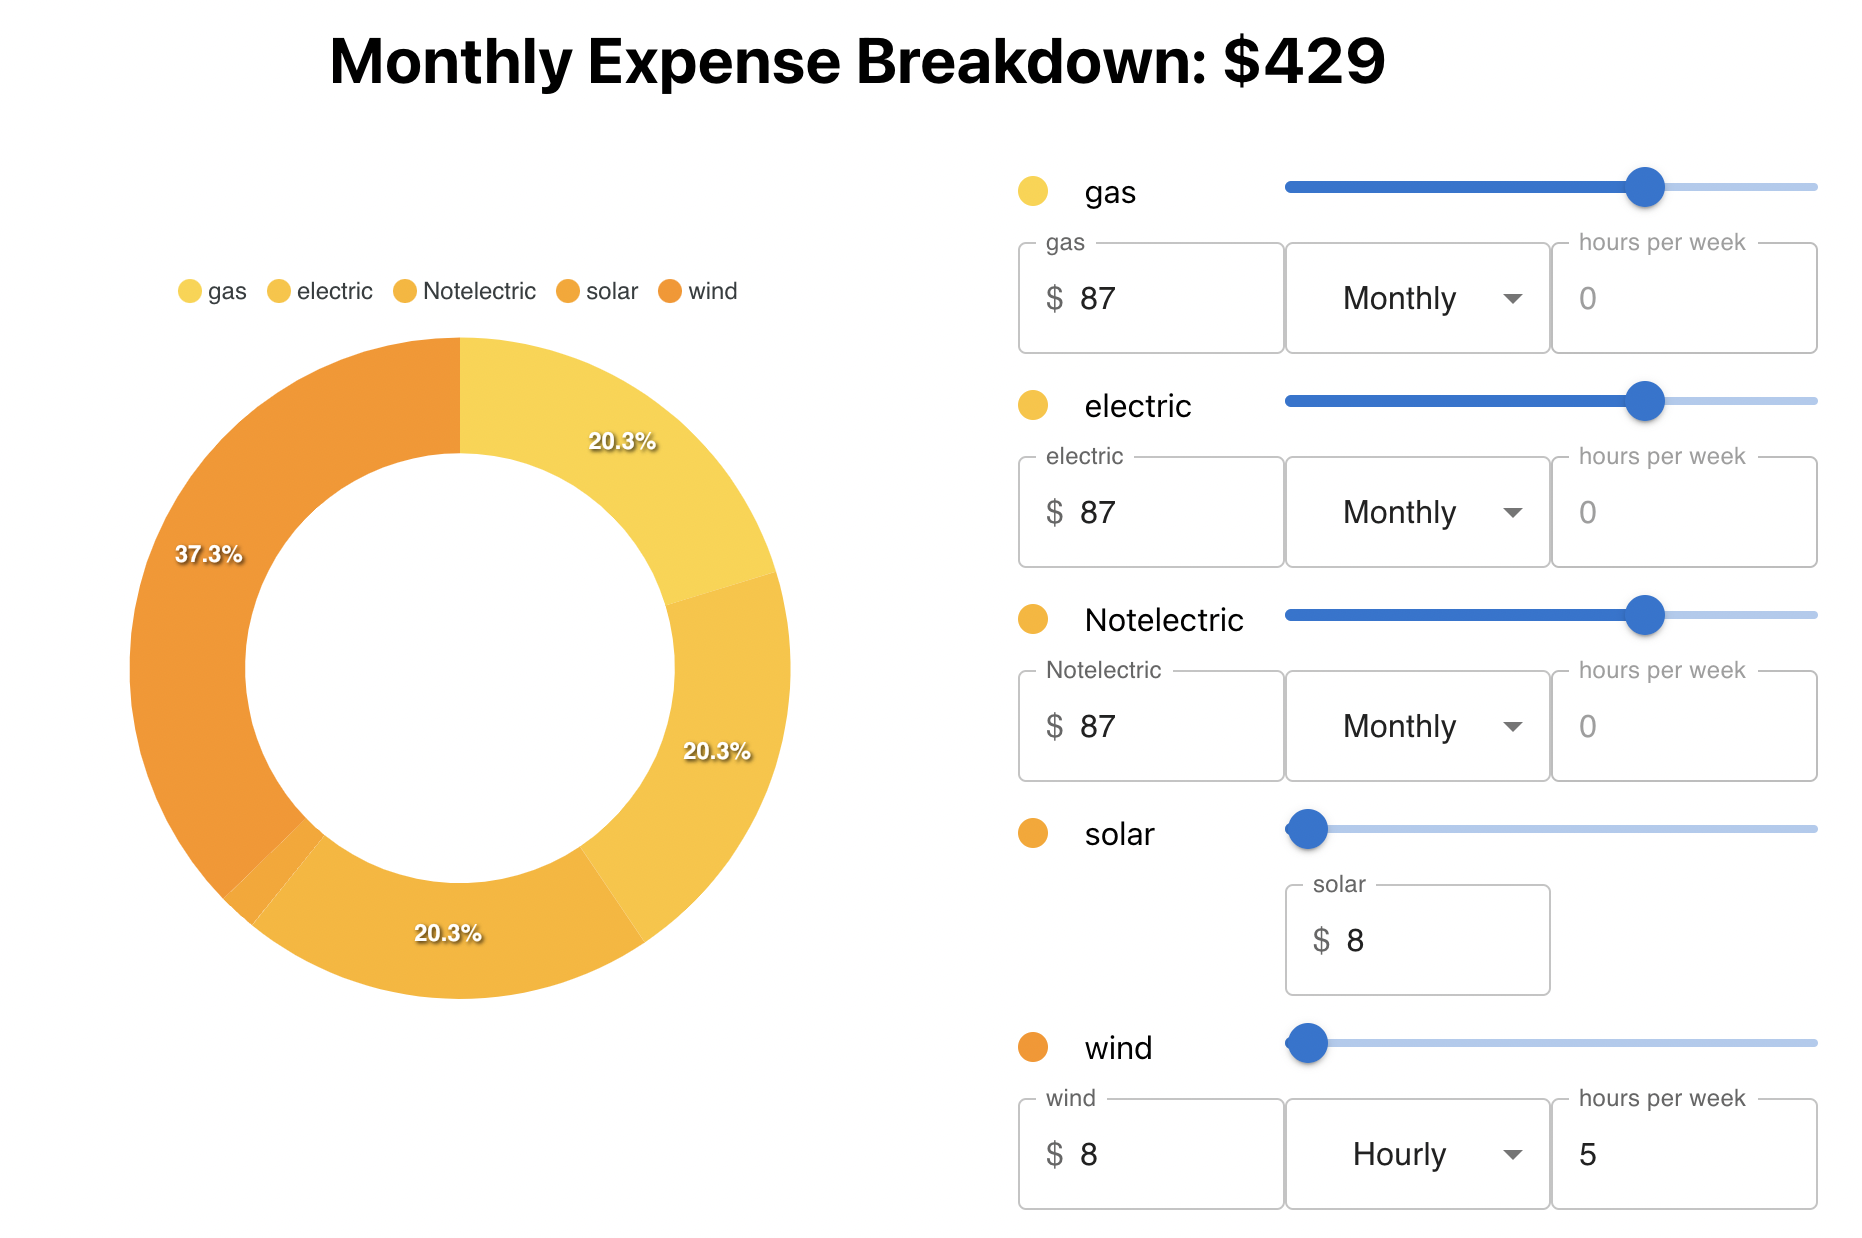 Monthly Expense Breakdown: $429
gas electric Notelectric solar wind
20.3%
20.3%
20.3%
37.3%
gas
gas
$ 87
Monthly
hours per week
0
electric
electric
$ 87
Monthly
hours per week
0
Notelectric
Notelectric
$ 87
Monthly
hours per week
0
solar
solar
$ 8
wind
wind
$ 8
Hourly
hours per week
5